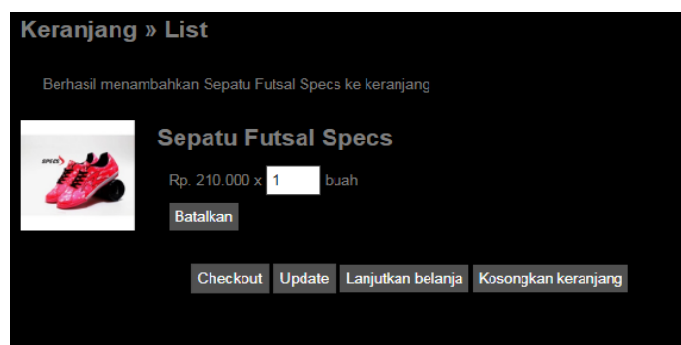 Keranjang » List
Berhasil menambahkan Sepatu Futsal Specs ke keranjang
SPECS
Sepatu Futsal Specs
Rp. 210.000 x 1 buah
Batalkan
Checkout Update Lanjutkan belanja Kosongkan keranjang